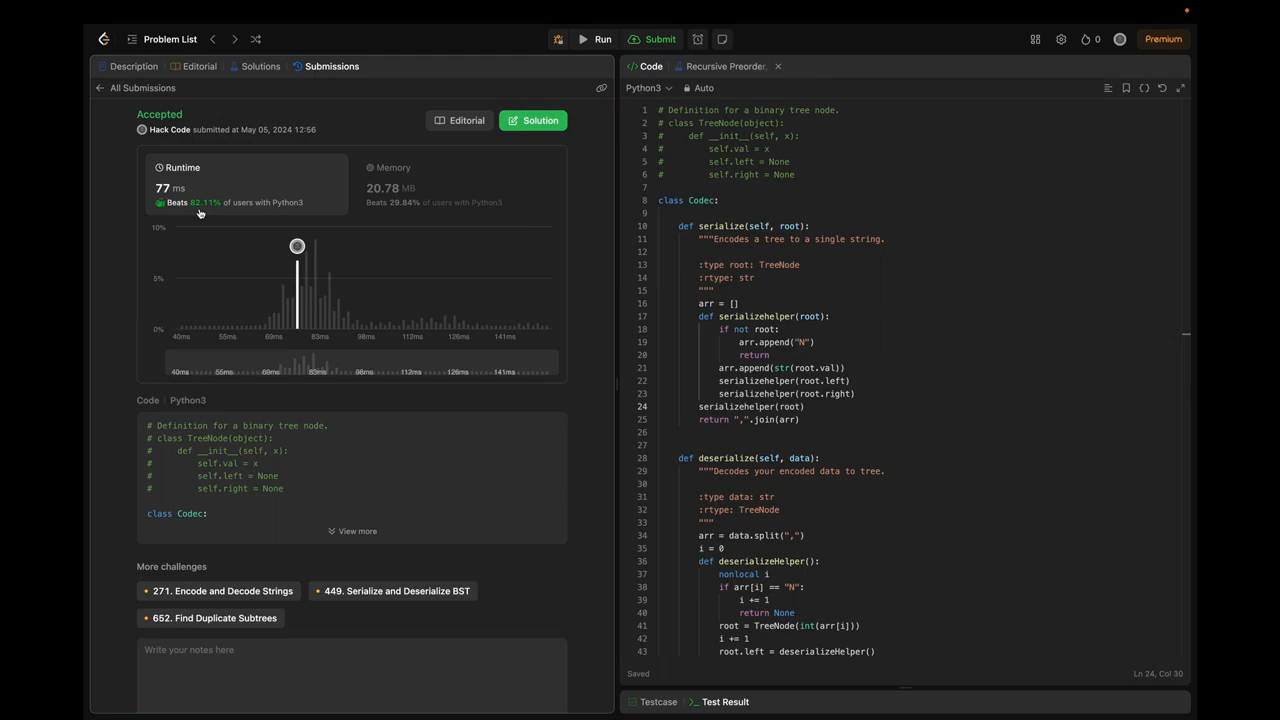 Problem List
Run
Submit
0
Premium
Description
Editorial
Solutions
Submissions
All Submissions
Accepted
Hack Code submitted at May 05, 2024 12:56
Editorial
Solution
Runtime
77 ms
Beats 82.11% of users with Python3
Memory
20.78 MB
Beats 29.84% of users with Python3
10%
5%
0%
40ms 55ms 69ms 83ms 98ms 112ms 126ms 141ms
40ms 55ms 69ms 83ms 98ms 112ms 126ms 141ms
Code | Python3
# Definition for a binary tree node.
# class TreeNode(object):
#     def __init__(self, x):
#         self.val = x
#         self.left = None
#         self.right = None
class Codec:
View more
More challenges
271. Encode and Decode Strings
449. Serialize and Deserialize BST
652. Find Duplicate Subtrees
Write your notes here
</> Code
Recursive Preorder,
Python3
Auto
1 # Definition for a binary tree node.
2 # class TreeNode(object):
3 #     def __init__(self, x):
4 #         self.val = x
5 #         self.left = None
6 #         self.right = None
7
8 class Codec:
9
10     def serialize(self, root):
11         """Encodes a tree to a single string.
12
13         :type root: TreeNode
14         :rtype: str
15         """
16         arr = []
17         def serializehelper(root):
18             if not root:
19                 arr.append("N")
20                 return
21             arr.append(str(root.val))
22             serializehelper(root.left)
23             serializehelper(root.right)
24         serializehelper(root)
25         return ",".join(arr)
26
27
28     def deserialize(self, data):
29         """Decodes your encoded data to tree.
30
31         :type data: str
32         :rtype: TreeNode
33         """
34         arr = data.split(",")
35         i = 0
36         def deserializeHelper():
37             nonlocal i
38             if arr[i] == "N":
39                 i += 1
40                 return None
41             root = TreeNode(int(arr[i]))
42             i += 1
43             root.left = deserializeHelper()
Saved
Ln 24, Col 30
Testcase
Test Result